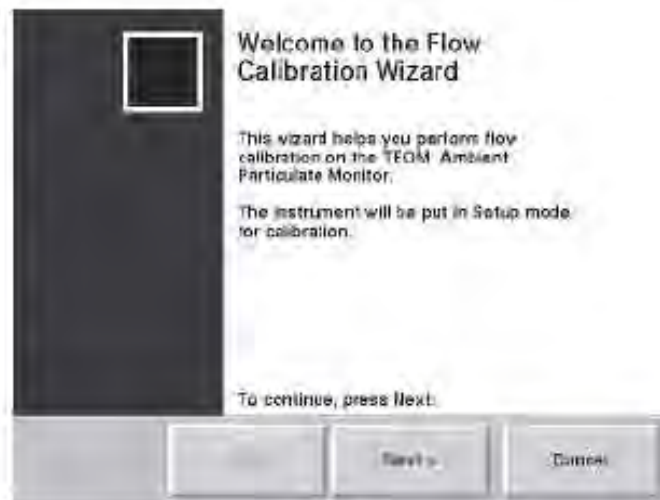 Welcome to the Flow
Calibration Wizard
This wizard helps you perform flow
calibration on the TEOM Ambient
Particulate Monitor.
The instrument will be put in Setup mode
for calibration.
To continue, press Next.
Next >
Cancel